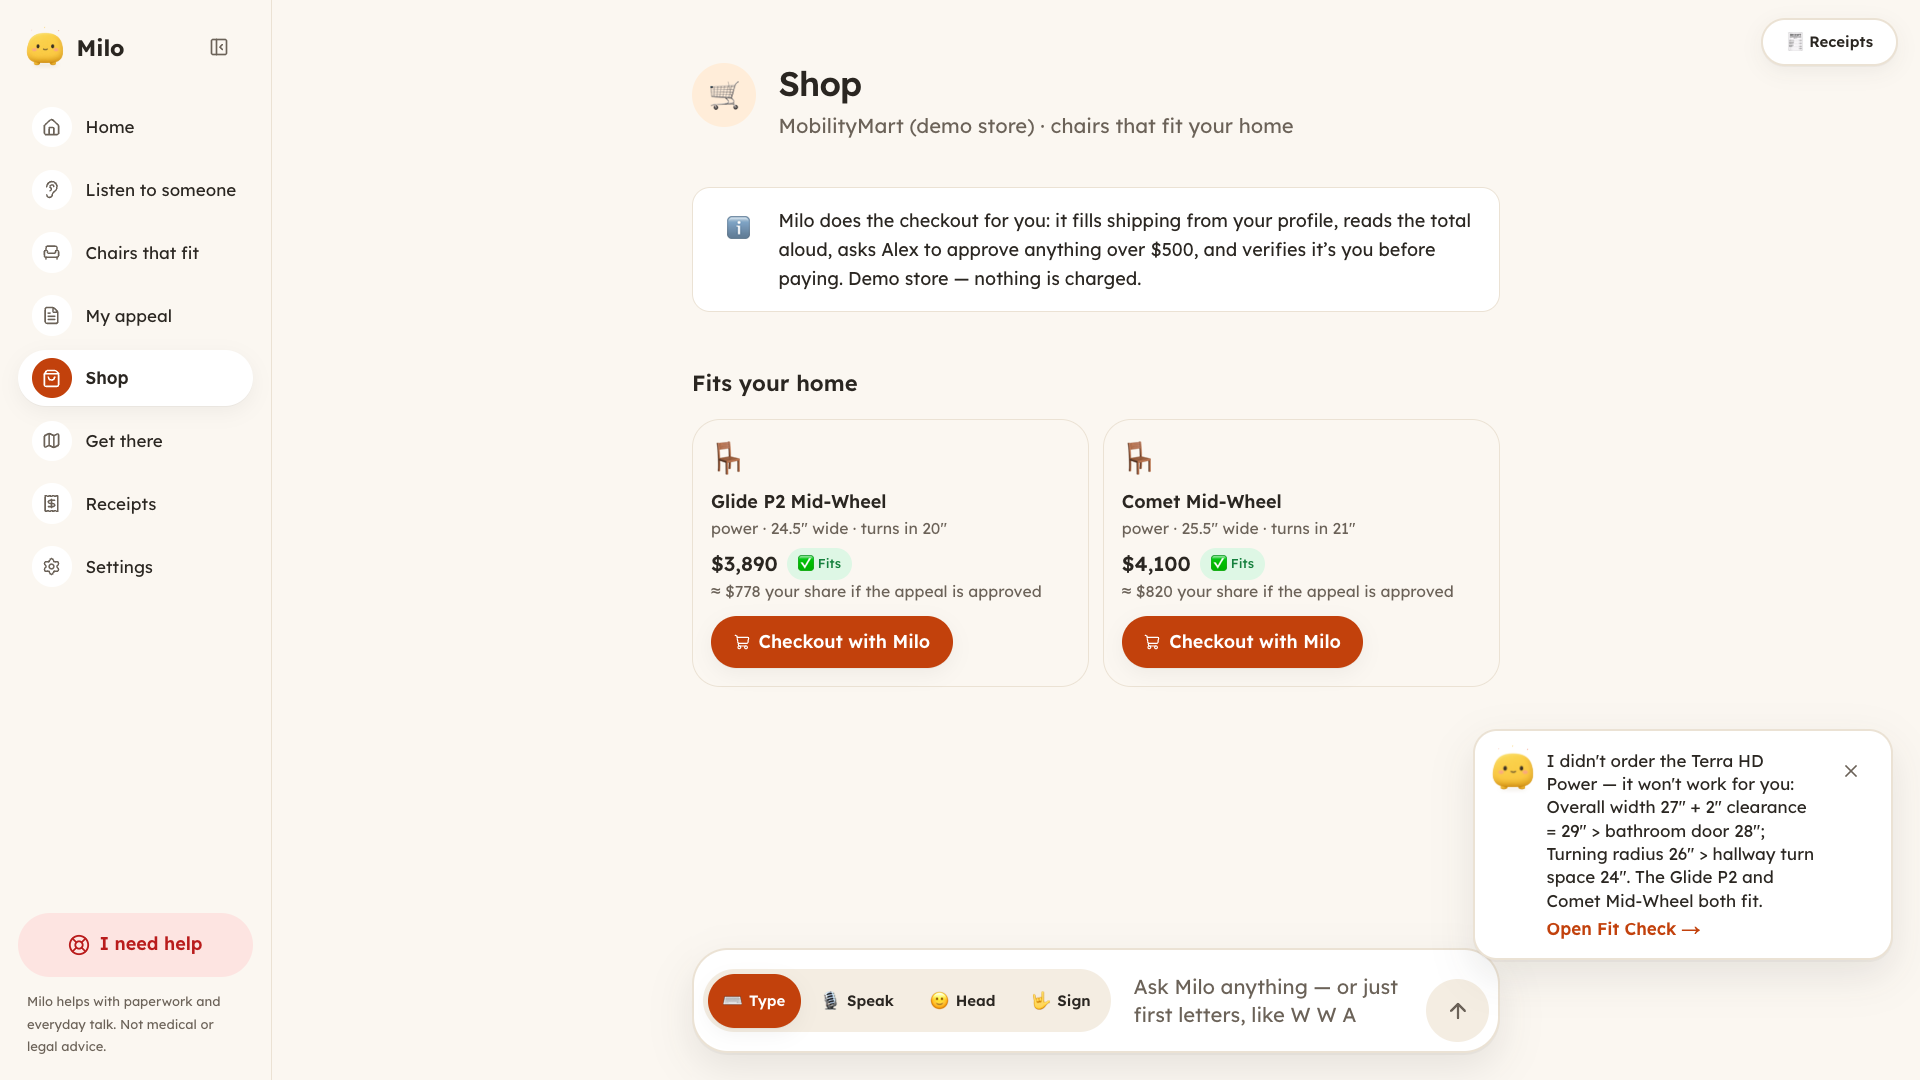 Milo
Home
Listen to someone
Chairs that fit
My appeal
Shop
Get there
Receipts
Settings
I need help
Milo helps with paperwork and
everyday talk. Not medical or
legal advice.
Receipts
Shop
MobilityMart (demo store) · chairs that fit your home
Milo does the checkout for you: it fills shipping from your profile, reads the total
aloud, asks Alex to approve anything over $500, and verifies it’s you before
paying. Demo store — nothing is charged.
Fits your home
Glide P2 Mid-Wheel
power · 24.5" wide · turns in 20"
$3,890 ✅ Fits
≈ $778 your share if the appeal is approved
Checkout with Milo
Comet Mid-Wheel
power · 25.5" wide · turns in 21"
$4,100 ✅ Fits
≈ $820 your share if the appeal is approved
Checkout with Milo
I didn't order the Terra HD
Power — it won't work for you:
Overall width 27" + 2" clearance
= 29" > bathroom door 28";
Turning radius 26" > hallway turn
space 24". The Glide P2 and
Comet Mid-Wheel both fit.
Open Fit Check →
Type
Speak
Head
Sign
Ask Milo anything — or just
first letters, like W W A